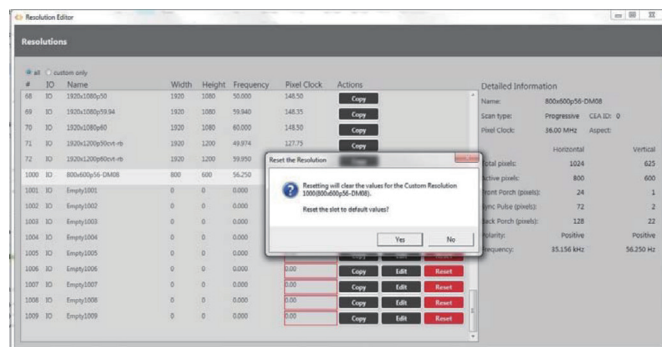 Resolution Editor
Resolutions
all custom only
# IO Name Width Height Frequency Pixel Clock Actions
68 IO 1920x1080p50 1920 1080 50.000 148.50 Copy
69 IO 1920x1080p59.94 1920 1080 59.940 148.35 Copy
70 IO 1920x1080p60 1920 1080 60.000 148.50 Copy
71 IO 1920x1200p50cvt-rb 1920 1200 49.874 127.75 Copy
72 IO 1920x1200p60cvt-rb 1920 1200 59.950
1000 IO 800x600p56-DM08 800 600 56.250
1001 IO Empty1001 0 0 0.000
1002 IO Empty1002 0 0 0.000
1003 IO Empty1003 0 0 0.000
1004 IO Empty1004 0 0 0.000
1005 IO Empty1005 0 0 0.000 Copy Edit Reset
1006 IO Empty1006 0 0 0.000 0.00 Copy Edit Reset
1007 IO Empty1007 0 0 0.000 0.00 Copy Edit Reset
1008 IO Empty1008 0 0 0.000 0.00 Copy Edit Reset
1009 IO Empty1009 0 0 0.000 0.00 Copy Edit Reset
Reset the Resolution
Resetting will clear the values for the Custom Resolution
1000(800x600p56-DM08).
Reset the slot to default values?
Yes No
Detailed Information
Name: 800x600p56-DM08
Scan type: Progressive CEA ID: 0
Pixel Clock: 36.00 MHz Aspect:
Horizontal Vertical
Total pixels: 1024 625
Active pixels: 800 600
Front Porch (pixels): 24 1
Sync Pulse (pixels): 72 2
Back Porch (pixels): 128 22
Polarity: Positive Positive
Frequency: 35.156 kHz 56.250 Hz